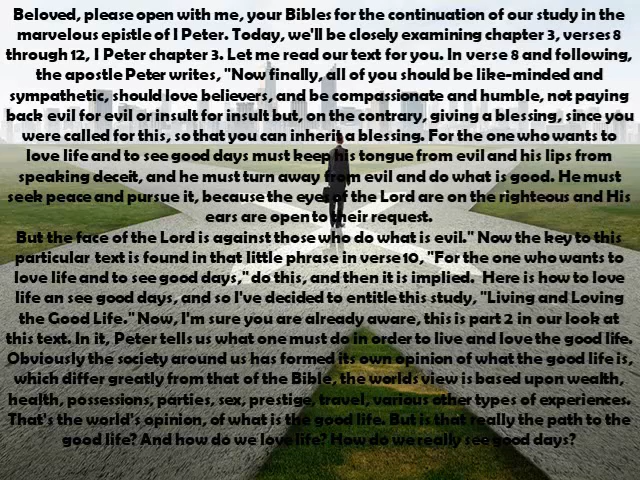 Beloved, please open with me, your Bibles for the continuation of our study in the
marvelous epistle of I Peter. Today, we'll be closely examining chapter 3, verses 8
through 12, I Peter chapter 3. Let me read our text for you. In verse 8 and following,
the apostle Peter writes, "Now finally, all of you should be like-minded and
sympathetic, should love believers, and be compassionate and humble, not paying
back evil for evil or insult for insult but, on the contrary, giving a blessing, since you
were called for this, so that you can inherit a blessing. For the one who wants to
love life and to see good days must keep his tongue from evil and his lips from
speaking deceit, and he must turn away from evil and do what is good. He must
seek peace and pursue it, because the eyes of the Lord are on the righteous and His
ears are open to their request.
But the face of the Lord is against those who do what is evil." Now the key to this
particular text is found in that little phrase in verse 10, "For the one who wants to
love life and to see good days," do this, and then it is implied. Here is how to love
life an see good days, and so I've decided to entitle this study, "Living and Loving
the Good Life." Now, I'm sure you are already aware, this is part 2 in our look at
this text. In it, Peter tells us what one must do in order to live and love the good life.
Obviously the society around us has formed its own opinion of what the good life is,
which differ greatly from that of the Bible, the worlds view is based upon wealth,
health, possessions, parties, sex, prestige, travel, various other types of experiences.
That's the world's opinion, of what is the good life. But is that really the path to the
good life? And how do we love life? How do we really see good days?